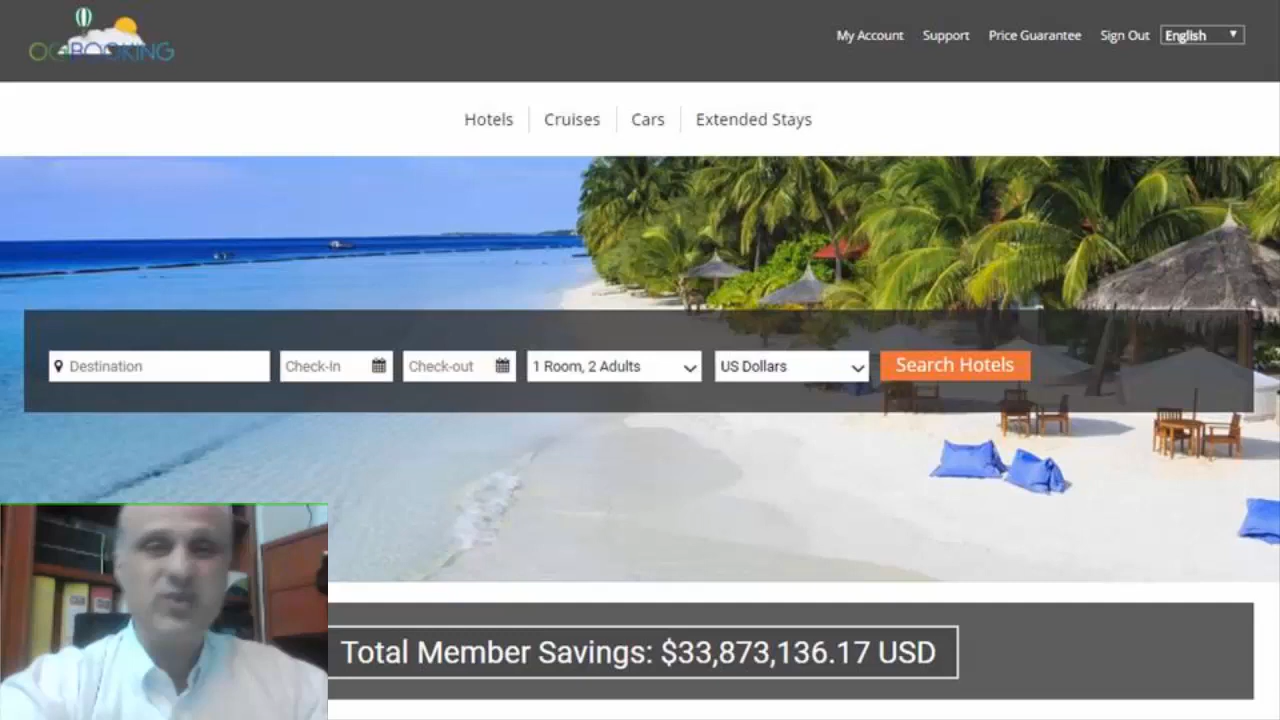 OGBOOKING
My Account Support Price Guarantee Sign Out English
Hotels Cruises Cars Extended Stays
Destination Check-In Check-out 1 Room, 2 Adults US Dollars Search Hotels
Total Member Savings: $33,873,136.17 USD